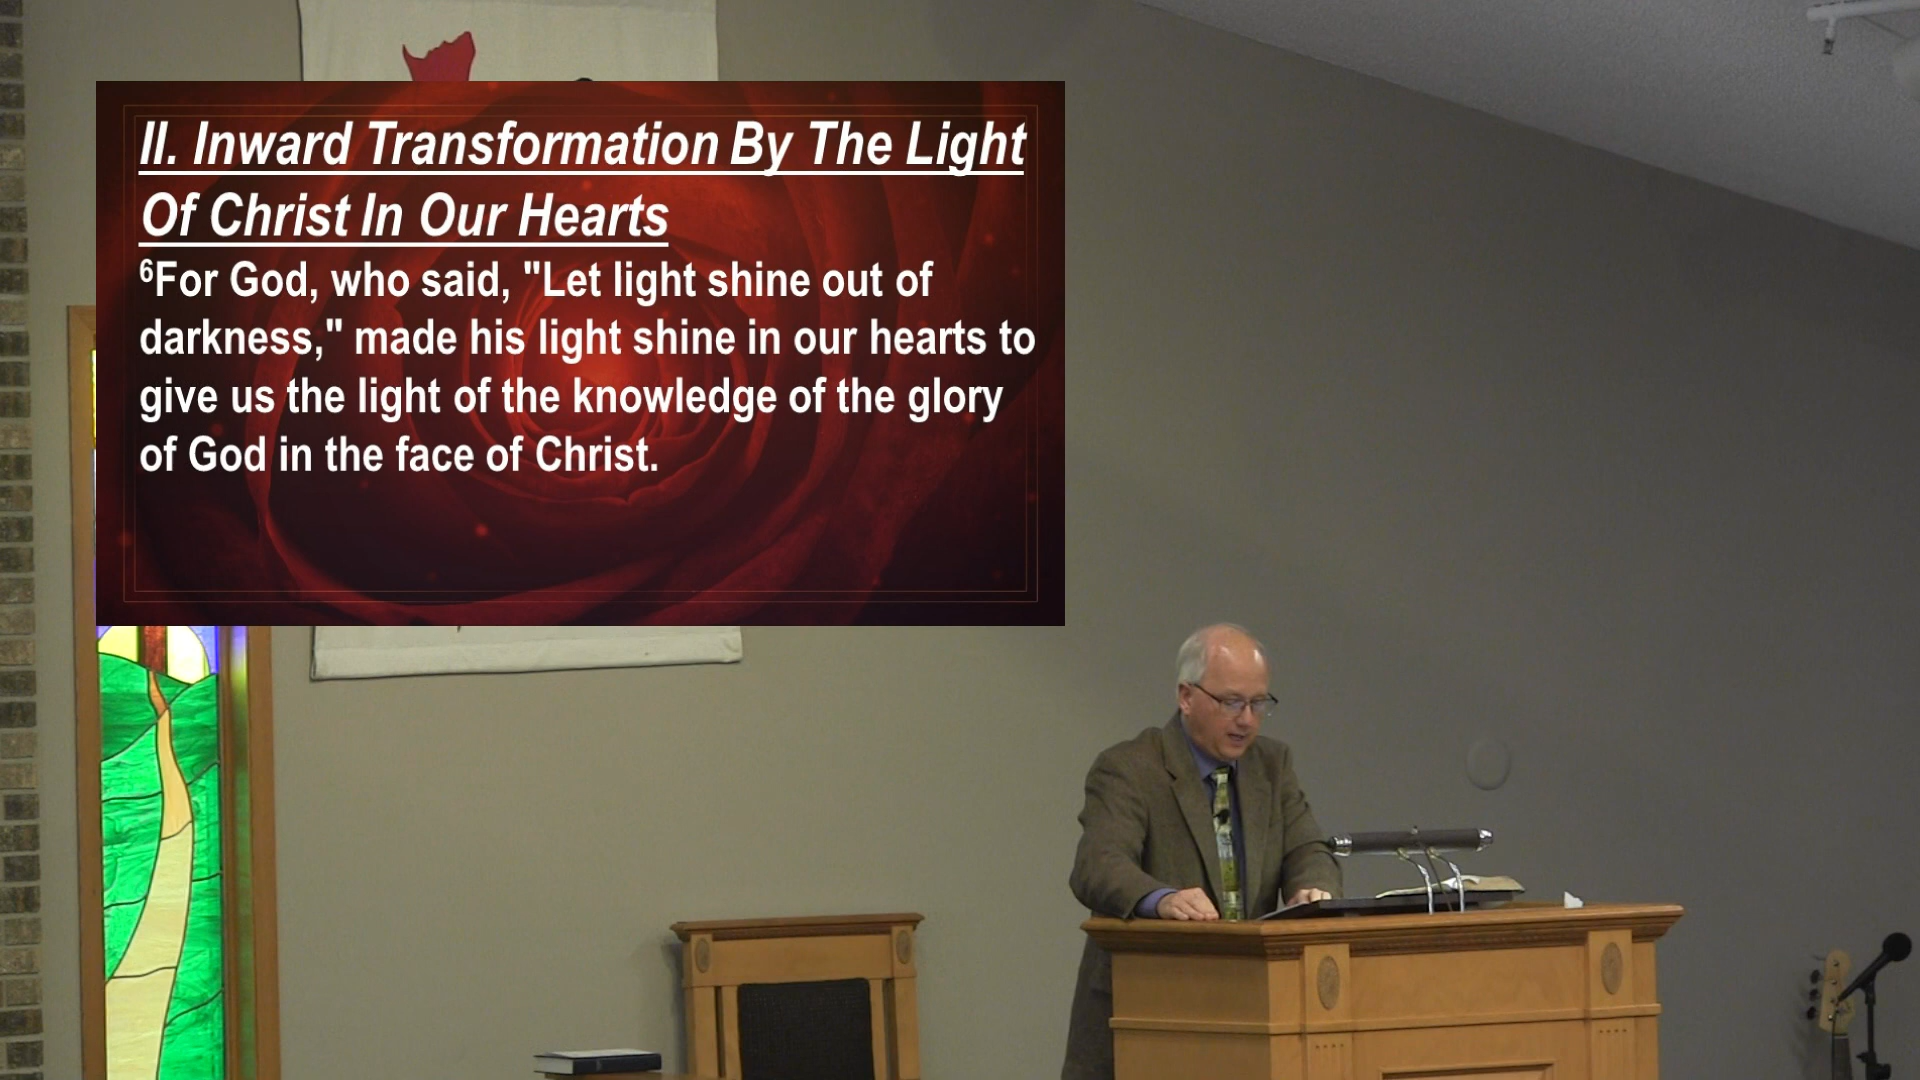 II. Inward Transformation By The Light
Of Christ In Our Hearts
⁶For God, who said, "Let light shine out of
darkness," made his light shine in our hearts to
give us the light of the knowledge of the glory
of God in the face of Christ.